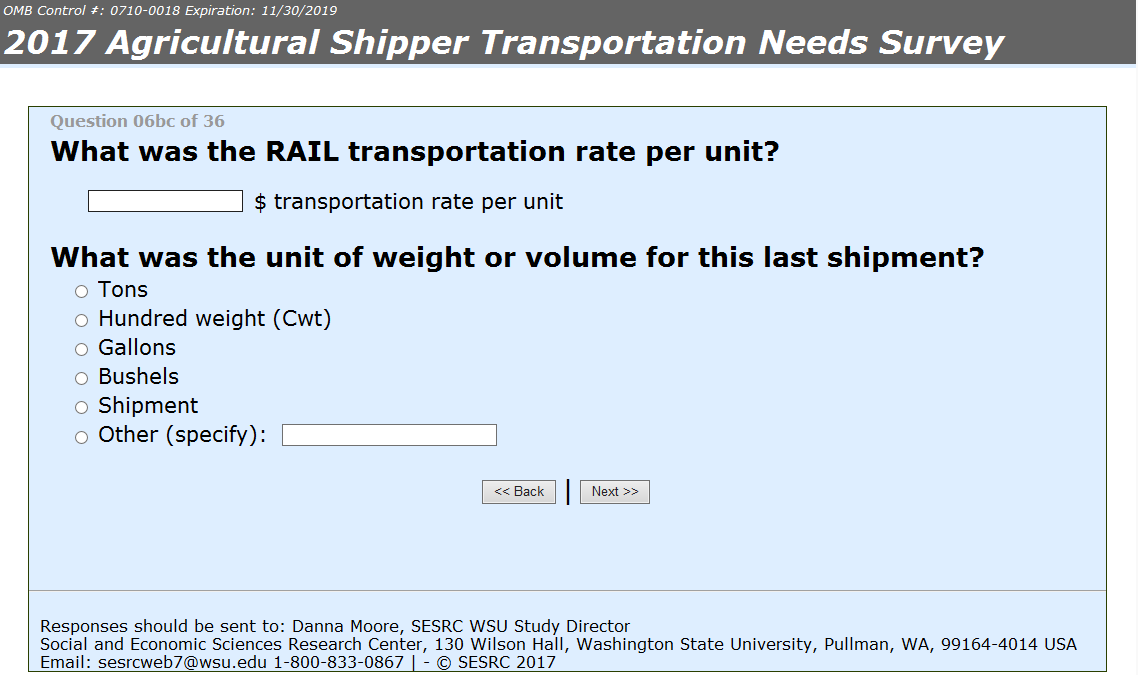 OMB Control #: 0710-0018 Expiration: 11/30/2019
2017 Agricultural Shipper Transportation Needs Survey
Question 06bc of 36
What was the RAIL transportation rate per unit?
$ transportation rate per unit
What was the unit of weight or volume for this last shipment?
Tons
Hundred weight (Cwt)
Gallons
Bushels
Shipment
Other (specify):
<< Back | Next >>
Responses should be sent to: Danna Moore, SESRC WSU Study Director
Social and Economic Sciences Research Center, 130 Wilson Hall, Washington State University, Pullman, WA, 99164-4014 USA
Email: sesrcweb7@wsu.edu 1-800-833-0867 | - © SESRC 2017